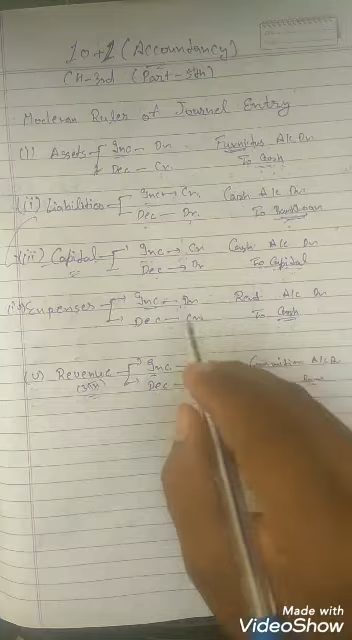 10+1 (Accountancy)
CH-3rd (Part-5th)
Modern Rules of Journal Entry
(i) Assets Inc - Dr. Furniture A/c Dr
Dec - Cr. To Cash
(ii) Liabilities Inc → Cr. Cash A/c Dr
Dec - Dr. To Bank Loan
(iii) Capital Inc → Cr Cash A/c Dr
Dec → Dr To Capital
(iv) Expenses Inc - Dr Rent A/c Dr
Dec - Cr To Cash
(v) Revenue Inc A/c Dr
Dec
Made with
VideoShow